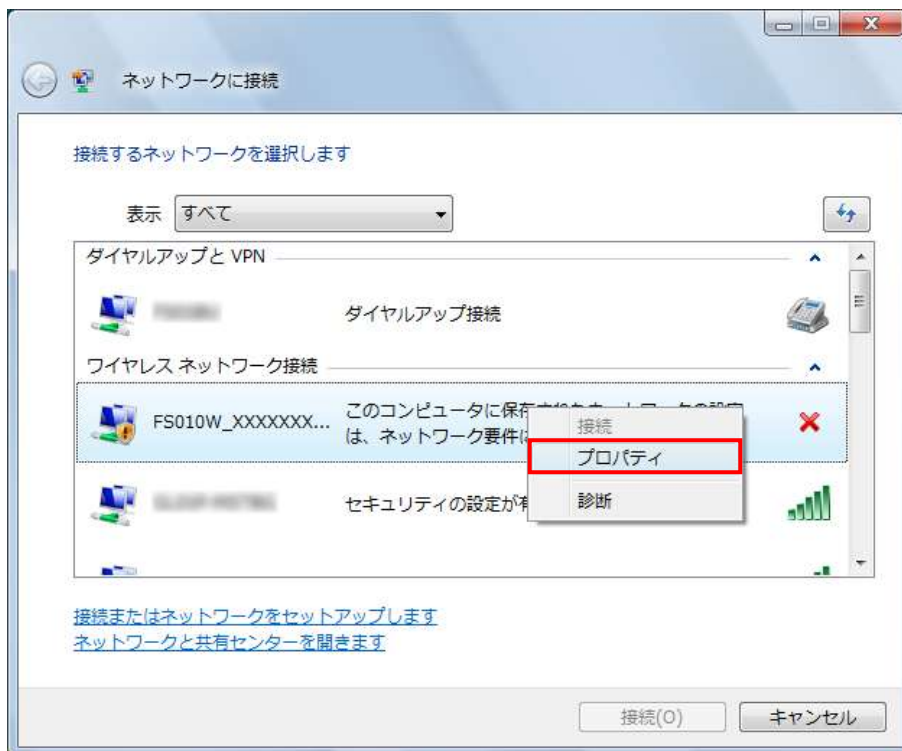 ネットワークに接続
接続するネットワークを選択します
表示 すべて
ダイヤルアップと VPN
ダイヤルアップ接続
ワイヤレス ネットワーク接続
FS010W_XXXXXXX...
このコンピュータに保存
は、ネットワーク要件に
接続
プロパティ
診断
セキュリティの設定が有
接続またはネットワークをセットアップします
ネットワークと共有センターを開きます
接続(O) キャンセル